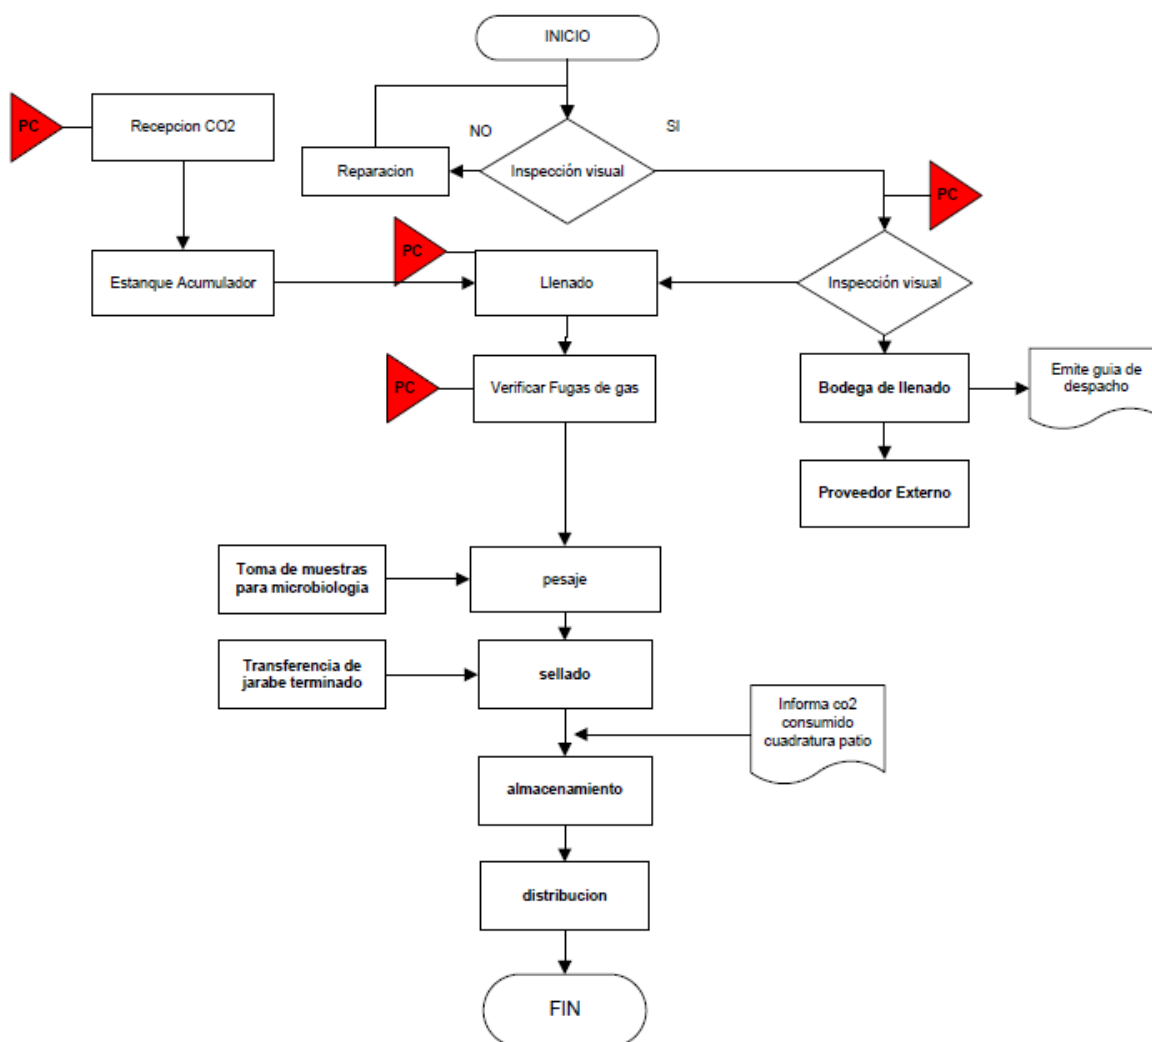 INICIO
PC
Recepcion CO2
NO
SI
Reparacion
Inspección visual
PC
PC
Estanque Acumulador
Llenado
Inspección visual
PC
Verificar Fugas de gas
Bodega de llenado
Emite guia de
despacho
Proveedor Externo
Toma de muestras
para microbiologia
pesaje
Transferencia de
jarabe terminado
sellado
Informa co2
consumido
cuadratura patio
almacenamiento
distribucion
FIN